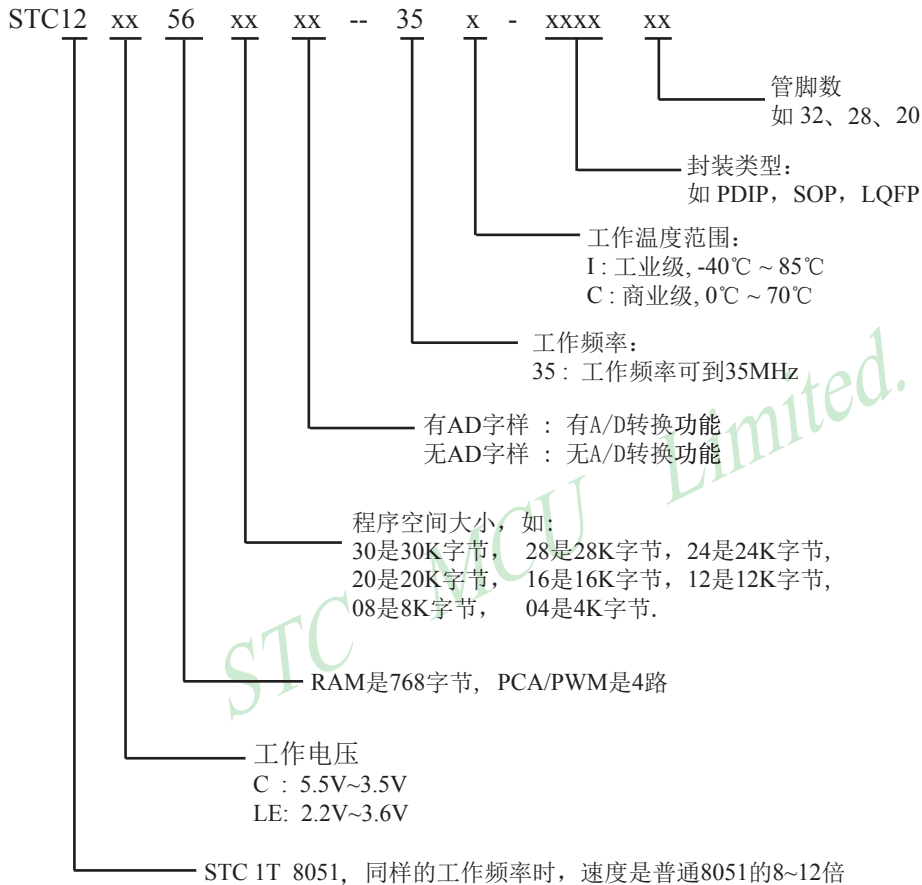 STC12 xx 56 xx xx -- 35 x - xxxx xx
管脚数
如 32、28、20
封装类型：
如 PDIP，SOP，LQFP
工作温度范围：
I : 工业级, -40℃ ~ 85℃
C : 商业级, 0℃ ~ 70℃
工作频率：
35 : 工作频率可到35MHz
有AD字样 : 有A/D转换功能
无AD字样 : 无A/D转换功能
程序空间大小，如:
30是30K字节， 28是28K字节，24是24K字节,
20是20K字节， 16是16K字节，12是12K字节,
08是8K字节， 04是4K字节.
RAM是768字节, PCA/PWM是4路
工作电压
C : 5.5V~3.5V
LE: 2.2V~3.6V
STC 1T 8051, 同样的工作频率时，速度是普通8051的8~12倍
STC MCU Limited.